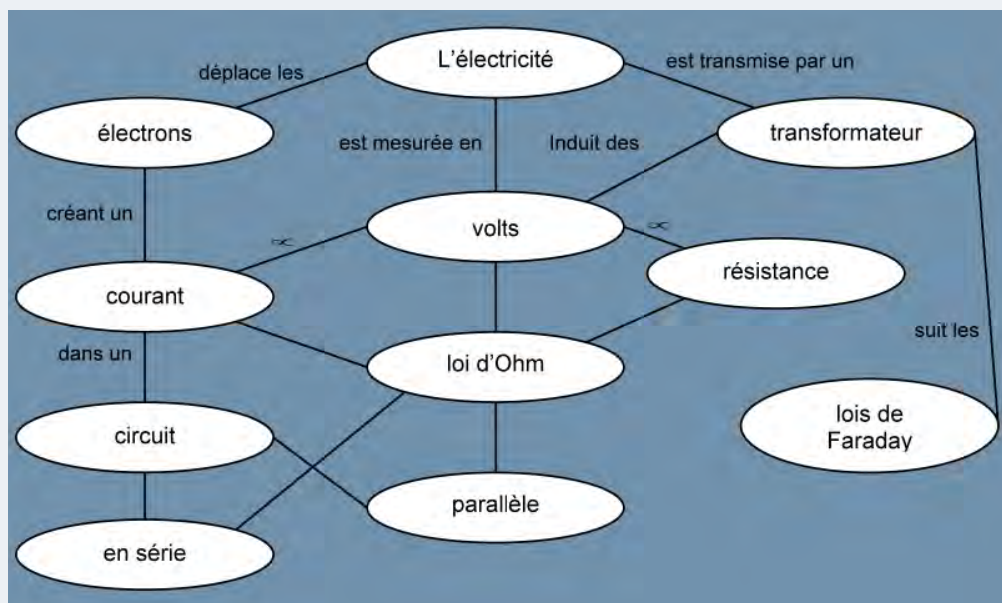 L'électricité
déplace les
est transmise par un
électrons
transformateur
est mesurée en
Induit des
créant un
volts
∝
∝
résistance
courant
suit les
dans un
loi d'Ohm
lois de
Faraday
circuit
parallèle
en série